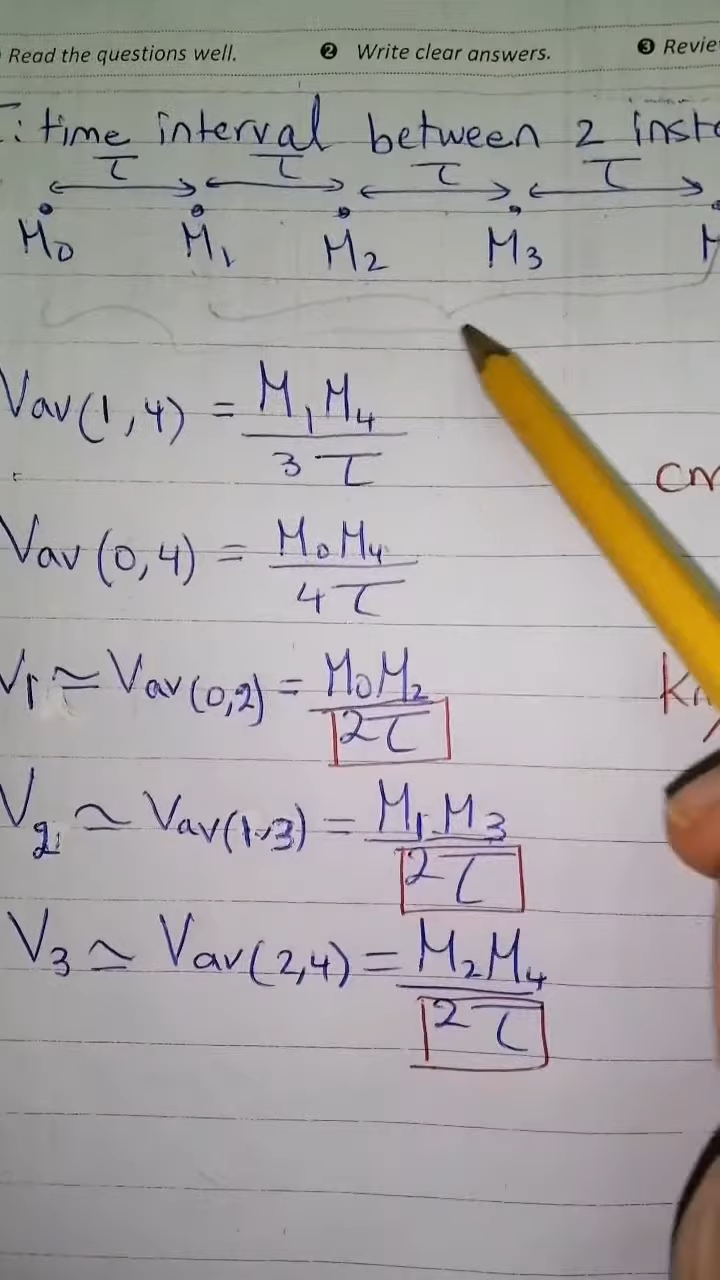 Read the questions well. ❷ Write clear answers. ❸
: time interval between 2
τ τ τ τ
M₀ M₁ M₂ M₃
Vav(1,4) = M₁M₄ / 3τ
Vav(0,4) = M₀M₄ / 4τ
V₁ ≃ Vav(0,2) = M₀M₂ / 2τ
V₂ ≃ Vav(1,3) = M₁M₃ / 2τ
V₃ ≃ Vav(2,4) = M₂M₄ / 2τ